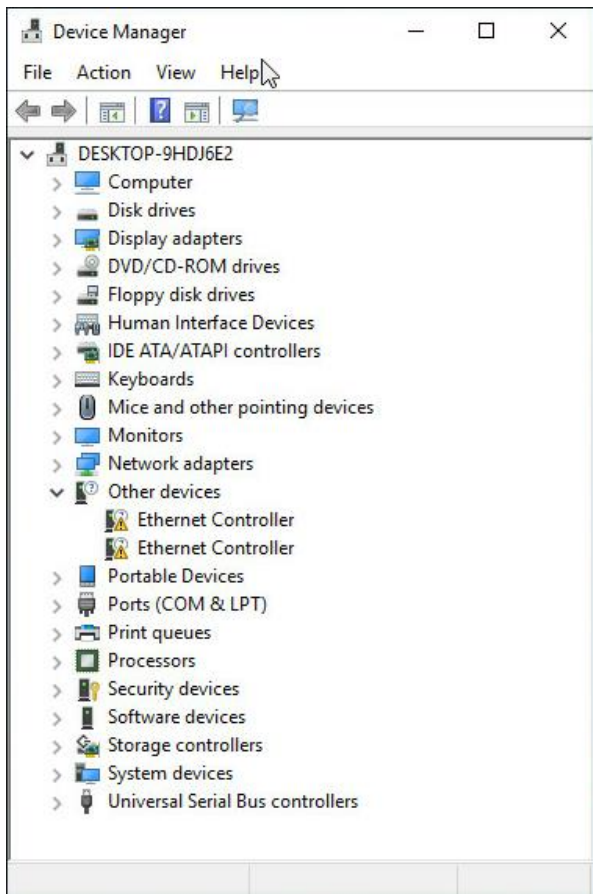 Device Manager
File Action View Help
DESKTOP-9HDJ6E2
Computer
Disk drives
Display adapters
DVD/CD-ROM drives
Floppy disk drives
Human Interface Devices
IDE ATA/ATAPI controllers
Keyboards
Mice and other pointing devices
Monitors
Network adapters
Other devices
Ethernet Controller
Ethernet Controller
Portable Devices
Ports (COM & LPT)
Print queues
Processors
Security devices
Software devices
Storage controllers
System devices
Universal Serial Bus controllers